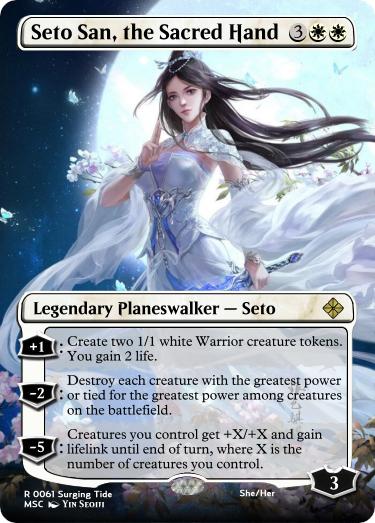 Seto San, the Sacred Hand 3
Legendary Planeswalker — Seto
+1: Create two 1/1 white Warrior creature tokens.
You gain 2 life.
-2: Destroy each creature with the greatest power
or tied for the greatest power among creatures
on the battlefield.
-5: Creatures you control get +X/+X and gain
lifelink until end of turn, where X is the
number of creatures you control.
3
R 0061 Surging Tide
She/Her
MSC Yin Seoiti